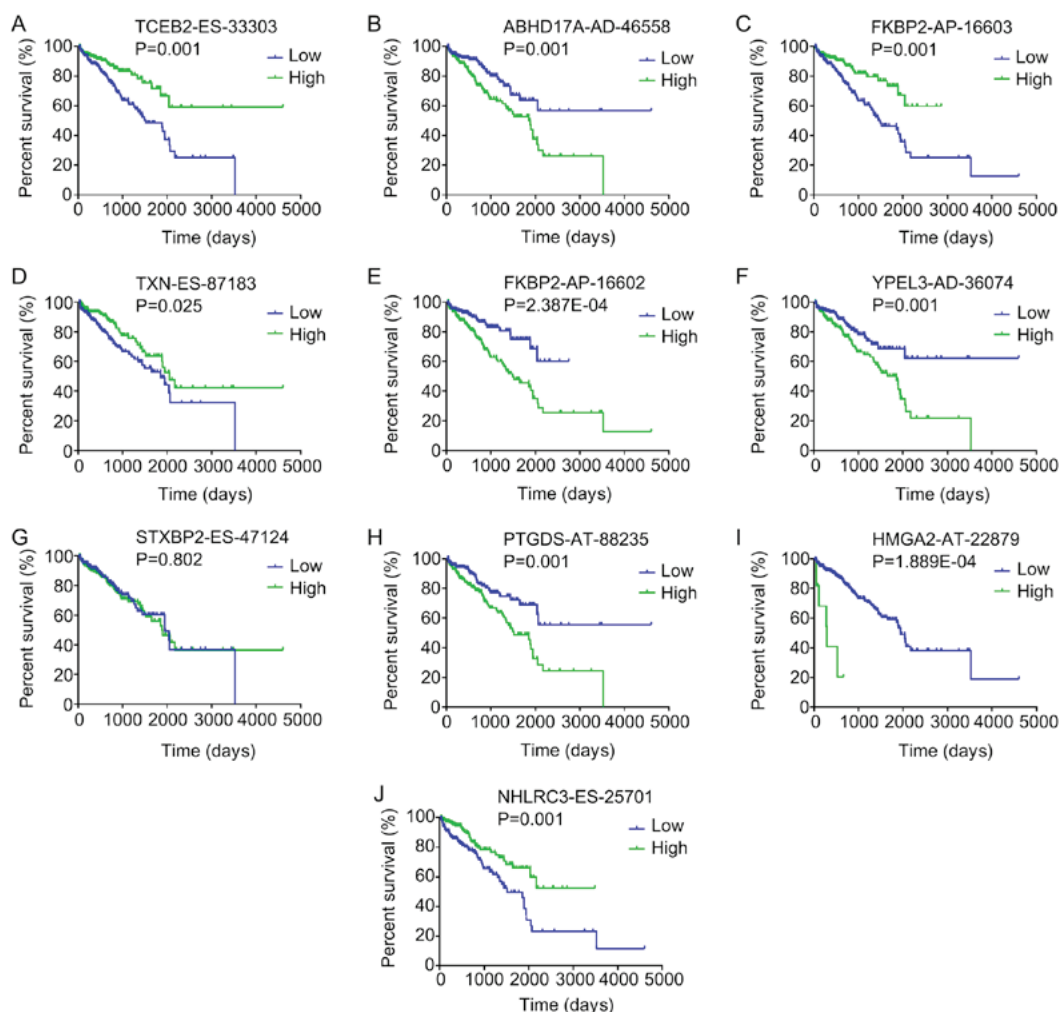 A
TCEB2-ES-33303
P=0.001
Low
High
Percent survival (%)
100
80
60
40
20
0
0 1000 2000 3000 4000 5000
Time (days)
B
ABHD17A-AD-46558
P=0.001
Low
High
Percent survival (%)
100
80
60
40
20
0
0 1000 2000 3000 4000 5000
Time (days)
C
FKBP2-AP-16603
P=0.001
Low
High
Percent survival (%)
100
80
60
40
20
0
0 1000 2000 3000 4000 5000
Time (days)
D
TXN-ES-87183
P=0.025
Low
High
Percent survival (%)
100
80
60
40
20
0
0 1000 2000 3000 4000 5000
Time (days)
E
FKBP2-AP-16602
P=2.387E-04
Low
High
Percent survival (%)
100
80
60
40
20
0
0 1000 2000 3000 4000 5000
Time (days)
F
YPEL3-AD-36074
P=0.001
Low
High
Percent survival (%)
100
80
60
40
20
0
0 1000 2000 3000 4000 5000
Time (days)
G
STXBP2-ES-47124
P=0.802
Low
High
Percent survival (%)
100
80
60
40
20
0
0 1000 2000 3000 4000 5000
Time (days)
H
PTGDS-AT-88235
P=0.001
Low
High
Percent survival (%)
100
80
60
40
20
0
0 1000 2000 3000 4000 5000
Time (days)
I
HMGA2-AT-22879
P=1.889E-04
Low
High
Percent survival (%)
100
80
60
40
20
0
0 1000 2000 3000 4000 5000
Time (days)
J
NHLRC3-ES-25701
P=0.001
Low
High
Percent survival (%)
100
80
60
40
20
0
0 1000 2000 3000 4000 5000
Time (days)